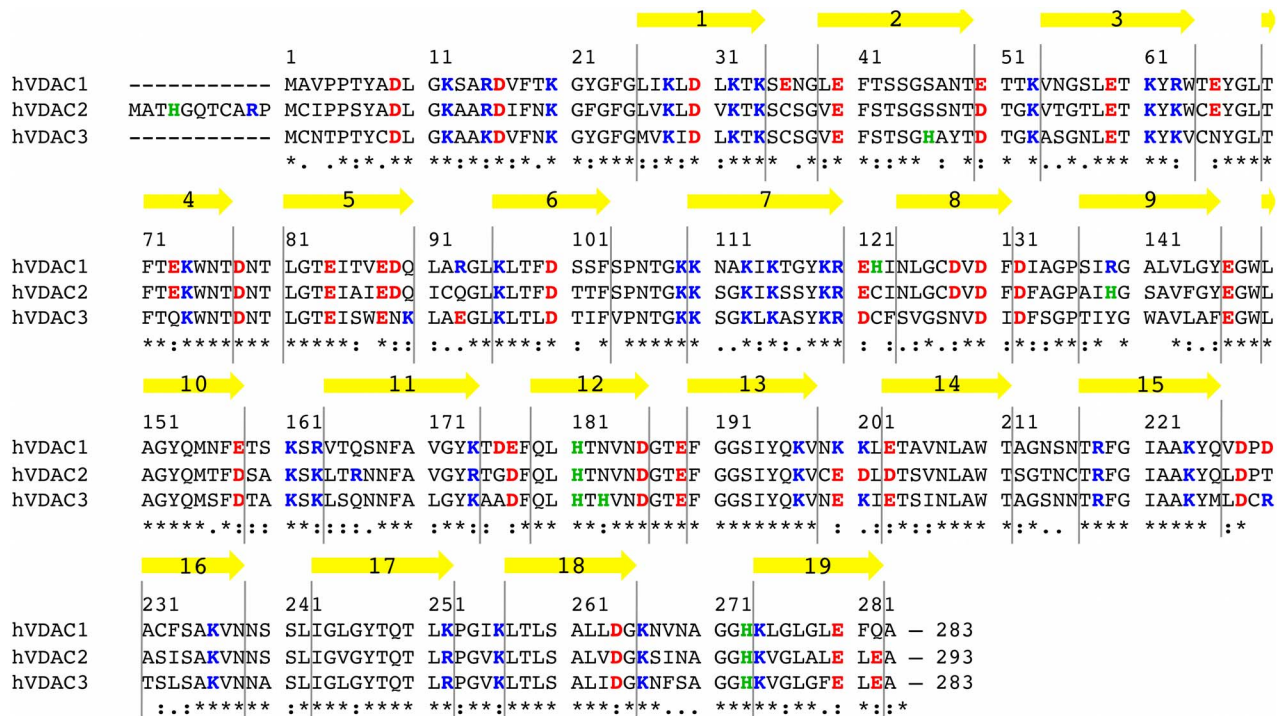 1 2 3
1 11 21 31 41 51 61
hVDAC1 ----------- MAVPPTYADL GKSARDVFTK GYGFGLIKLD LKTKSENGLE FTSSGSANTE TTKVNGSLET KYRWTEYGLT
hVDAC2 MATHGQTCARP MCIPPSYADL GKAARDIFNK GFGFGLVKLD VKTKSCSGVE FSTSGSSNTD TGKVTGTLET KYKWCEYGLT
hVDAC3 ----------- MCNTPTYCDL GKAAKDVFNK GYGFGMVKID LKTKSCSGVE FSTSGHAYTD TGKASGNLET KYKVCNYGLT
*. .*:*.** **:*:*.* *:***::*:* :**** .*:* *::** *:*: * **..*.*** **: :****
4 5 6 7 8 9
71 81 91 101 111 121 131 141
hVDAC1 FTEKWNTDNT LGTEITVEDQ LARGLKLTFD SSFSPNTGKK NAKIKTGYKR EHINLGCDVD FDIAGPSIRG ALVLGYEGWL
hVDAC2 FTEKWNTDNT LGTEIAIEDQ ICQGLKLTFD TTFSPNTGKK SGKIKSSYKR ECINLGCDVD FDFAGPAIHG SAVFGYEGWL
hVDAC3 FTQKWNTDNT LGTEISWENK LAEGLKLTLD TIFVPNTGKK SGKLKASYKR DCFSVGSNVD IDFSGPTIYG WAVLAFEGWL
**:******* *****: *:: :..*****:* : * ****** ..*:*:.*** : :.:*.:** :*::**:* * *:.:****
10 11 12 13 14 15
151 161 171 181 191 201 211 221
hVDAC1 AGYQMNFETS KSRVTQSNFA VGYKTDEFQL HTNVNDGTEF GGSIYQKVNK KLETAVNLAW TAGNSNTRFG IAAKYQVDPD
hVDAC2 AGYQMTFDSA KSKLTRNNFA VGYRTGDFQL HTNVNDGTEF GGSIYQKVCE DLDTSVNLAW TSGTNCTRFG IAAKYQLDPT
hVDAC3 AGYQMSFDTA KSKLSQNNFA LGYKAADFQL HTHVNDGTEF GGSIYQKVNE KIETSINLAW TAGSNNTRFG IAAKYMLDCR
*****.*::: **:::.*** :**:: :*** **:******* ******** : .::*::**** *:*.. **** ***** :*
16 17 18 19
231 241 251 261 271 281
hVDAC1 ACFSAKVNNS SLIGLGYTQT LKPGIKLTLS ALLDGKNVNA GGHKLGLGLE FQA – 283
hVDAC2 ASISAKVNNS SLIGVGYTQT LRPGVKLTLS ALVDGKSINA GGHKVGLALE LEA – 293
hVDAC3 TSLSAKVNNA SLIGLGYTQT LRPGVKLTLS ALIDGKNFSA GGHKVGLGFE LEA – 283
:.:******: ****:***** *:**:***** **:***...* ****:**.:* ::*